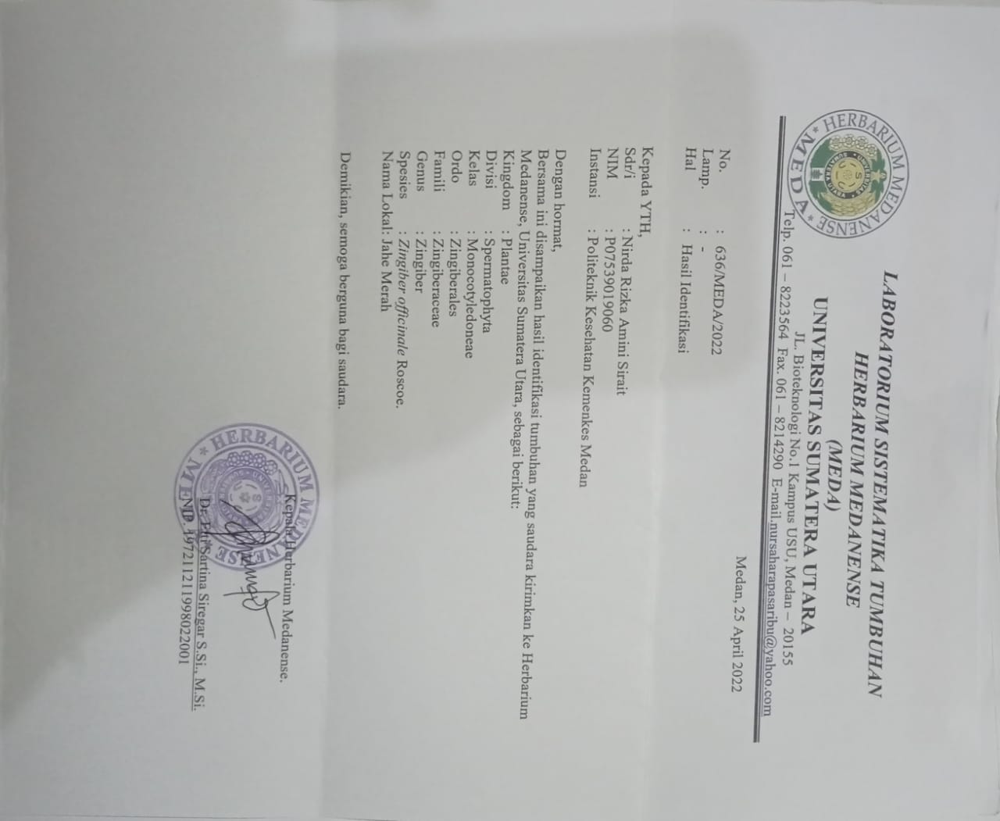 LABORATORIUM SISTEMATIKA TUMBUHAN
HERBARIUM MEDANENSE
(MEDA)
UNIVERSITAS SUMATERA UTARA
JL. Bioteknologi No.1 Kampus USU, Medan – 20155
Telp. 061 – 8223564 Fax. 061 – 8214290 E-mail.nursaharapasaribu@yahoo.com
HERBARIUM MEDANENSE
* MEDA *
Medan, 25 April 2022
No. : 636/MEDA/2022
Lamp. : -
Hal : Hasil Identifikasi
Kepada YTH,
Sdr/i : Nirda Rizka Amini Sirait
NIM : P07539019060
Instansi : Politeknik Kesehatan Kemenkes Medan
Dengan hormat,
Bersama ini disampaikan hasil identifikasi tumbuhan yang saudara kirimkan ke Herbarium
Medanense, Universitas Sumatera Utara, sebagai berikut:
Kingdom : Plantae
Divisi : Spermatophyta
Kelas : Monocotyledoneae
Ordo : Zingiberales
Famili : Zingiberaceae
Genus : Zingiber
Spesies : Zingiber officinale Roscoe.
Nama Lokal: Jahe Merah
Demikian, semoga berguna bagi saudara.
Kepala Herbarium Medanense.
HERBARIUM MEDANENSE
Dr. Etti Sartina Siregar S.Si., M.Si.
NIP. 197211211998022001